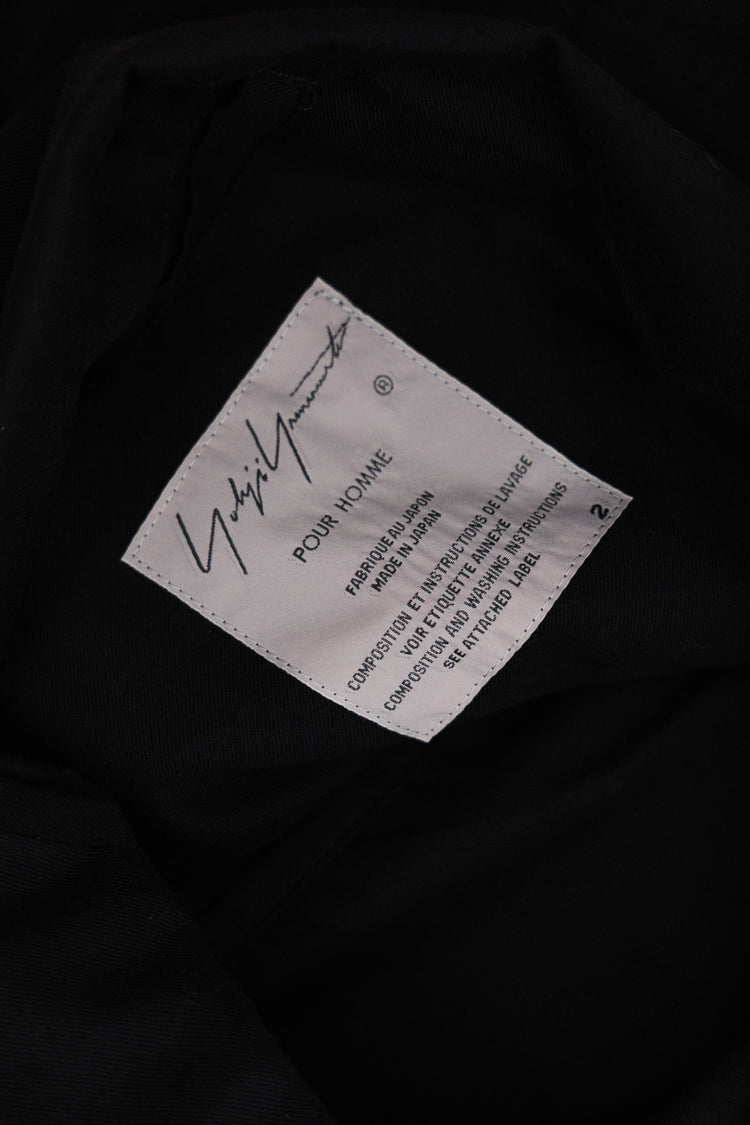 Yohji Yamamoto ®
POUR HOMME
FABRIQUE AU JAPON
MADE IN JAPAN
COMPOSITION ET INSTRUCTIONS DE LAVAGE
VOIR ETIQUETTE ANNEXE
COMPOSITION AND WASHING INSTRUCTIONS
SEE ATTACHED LABEL
2